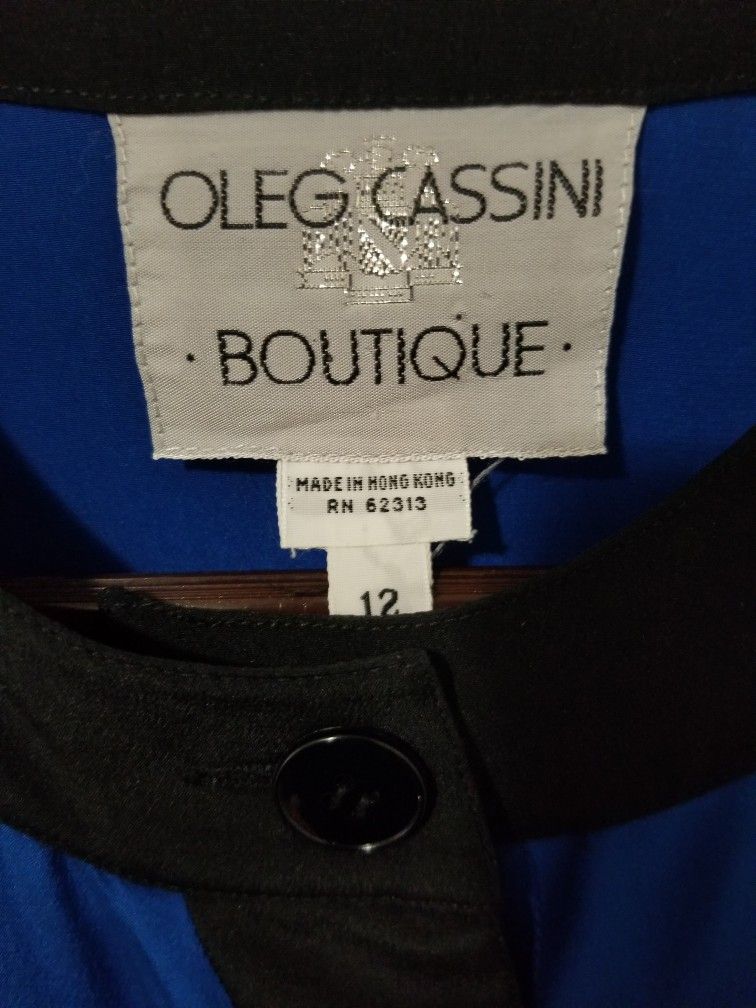 OLEG CASSINI
· BOUTIQUE ·
MADE IN HONG KONG
RN 62313
12